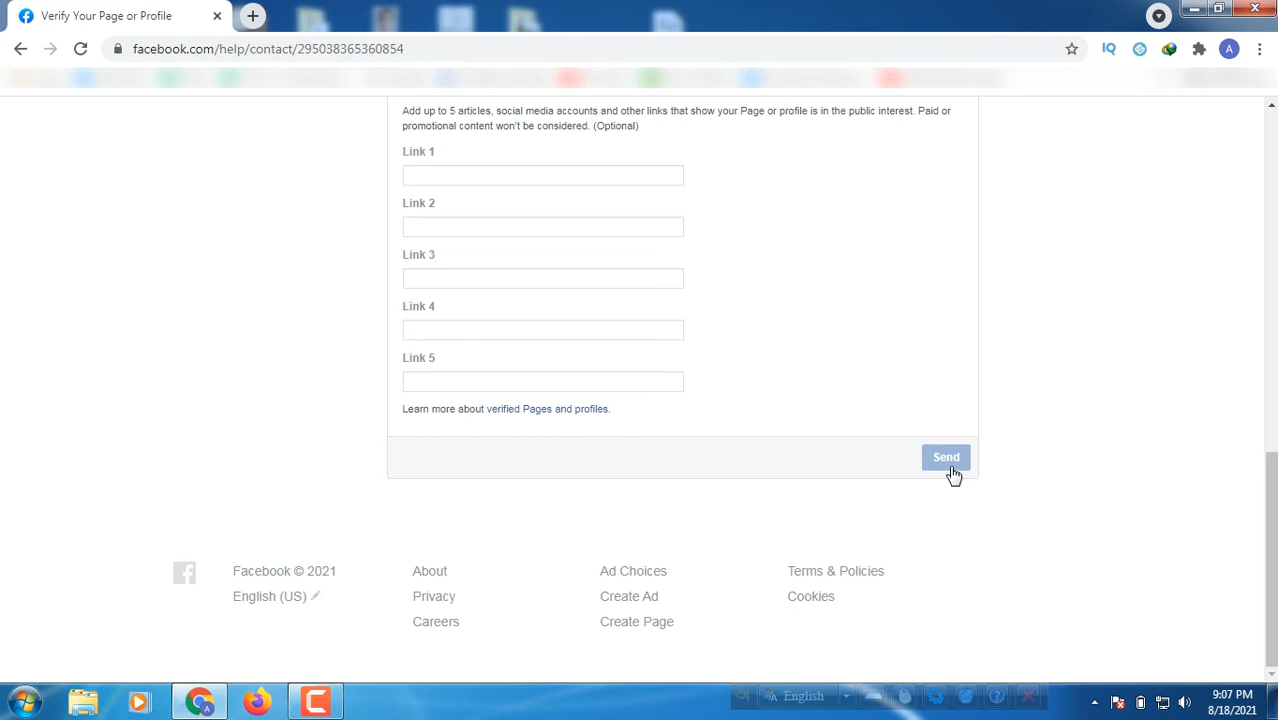 Verify Your Page or Profile
facebook.com/help/contact/295038365360854
IQ
A
Add up to 5 articles, social media accounts and other links that show your Page or profile is in the public interest. Paid or
promotional content won't be considered. (Optional)
Link 1
Link 2
Link 3
Link 4
Link 5
Learn more about verified Pages and profiles.
Send
Facebook © 2021
About
Ad Choices
Terms & Policies
English (US)
Privacy
Create Ad
Cookies
Careers
Create Page
English
9:07 PM
8/18/2021